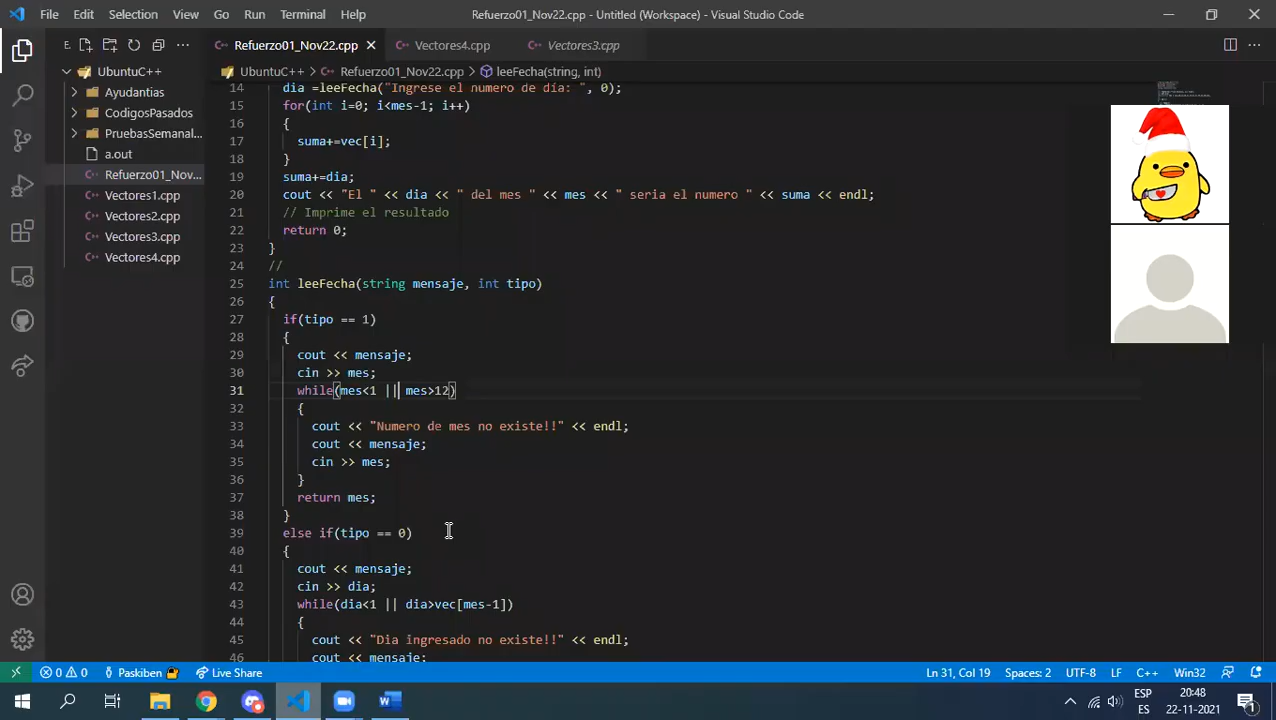 File Edit Selection View Go Run Terminal Help
Refuerzo01_Nov22.cpp - Untitled (Workspace) - Visual Studio Code
E
Refuerzo01_Nov22.cpp
Vectores4.cpp
Vectores3.cpp
UbuntuC++ > Refuerzo01_Nov22.cpp > leeFecha(string, int)
UbuntuC++
Ayudantias
CodigosPasados
PruebasSemanal...
a.out
Refuerzo01_Nov...
Vectores1.cpp
Vectores2.cpp
Vectores3.cpp
Vectores4.cpp
14 dia =leeFecha("Ingrese el numero de día: ", 0);
15 for(int i=0; i<mes-1; i++)
16 {
17 suma+=vec[i];
18 }
19 suma+=dia;
20 cout << "El " << dia << " del mes " << mes << " seria el numero " << suma << endl;
21 // Imprime el resultado
22 return 0;
23 }
24 //
25 int leeFecha(string mensaje, int tipo)
26 {
27 if(tipo == 1)
28 {
29 cout << mensaje;
30 cin >> mes;
31 while(mes<1 || mes>12)
32 {
33 cout << "Numero de mes no existe!!" << endl;
34 cout << mensaje;
35 cin >> mes;
36 }
37 return mes;
38 }
39 else if(tipo == 0)
40 {
41 cout << mensaje;
42 cin >> dia;
43 while(dia<1 || dia>vec[mes-1])
44 {
45 cout << "Dia ingresado no existe!!" << endl;
46 cout << mensaje;
0 0 Paskiben Live Share
Ln 31, Col 19 Spaces: 2 UTF-8 LF C++ Win32
ESP
ES
20:48
22-11-2021
1